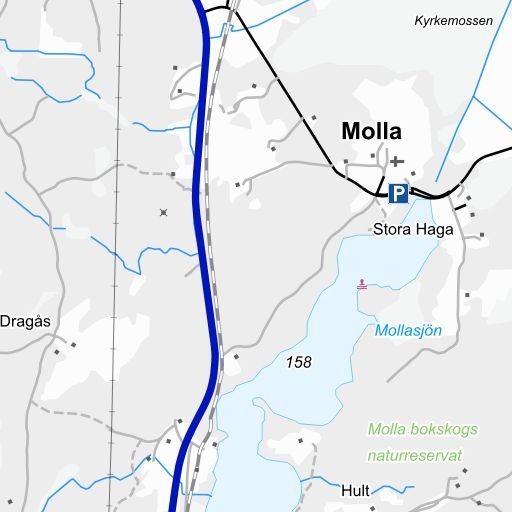 Kyrkemossen
Molla
P
Stora Haga
Dragås
Mollasjön
158
Molla bokskogs
naturreservat
Hult